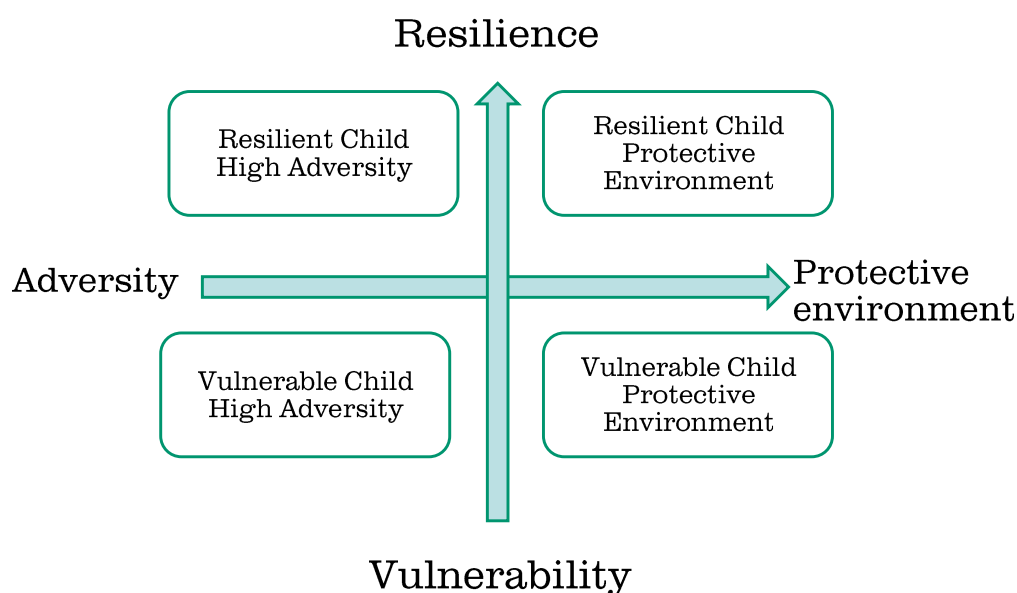 Resilience
Resilient Child
High Adversity
Resilient Child
Protective
Environment
Adversity
Protective
environment
Vulnerable Child
High Adversity
Vulnerable Child
Protective
Environment
Vulnerability